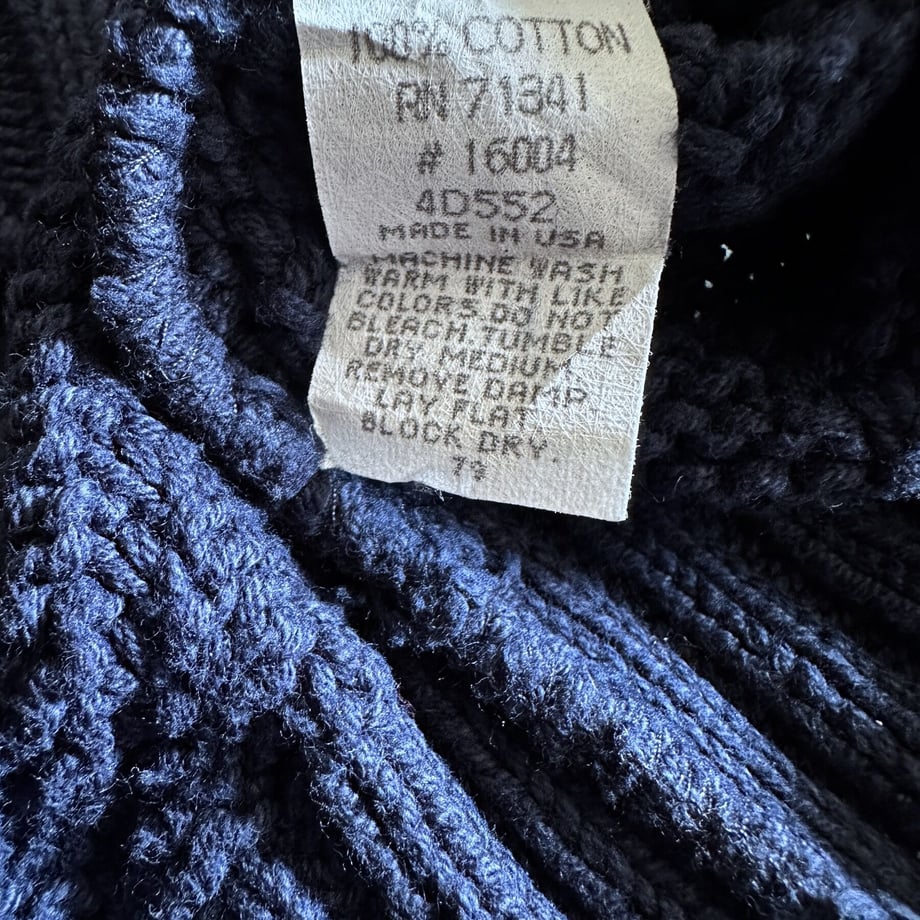 100% COTTON
RN 71341
# 16004
4D552
MADE IN USA
MACHINE WASH
WARM WITH LIKE
COLORS. DO NOT
BLEACH. TUMBLE
DRY MEDIUM
REMOVE DAMP.
LAY FLAT.
BLOCK DRY.